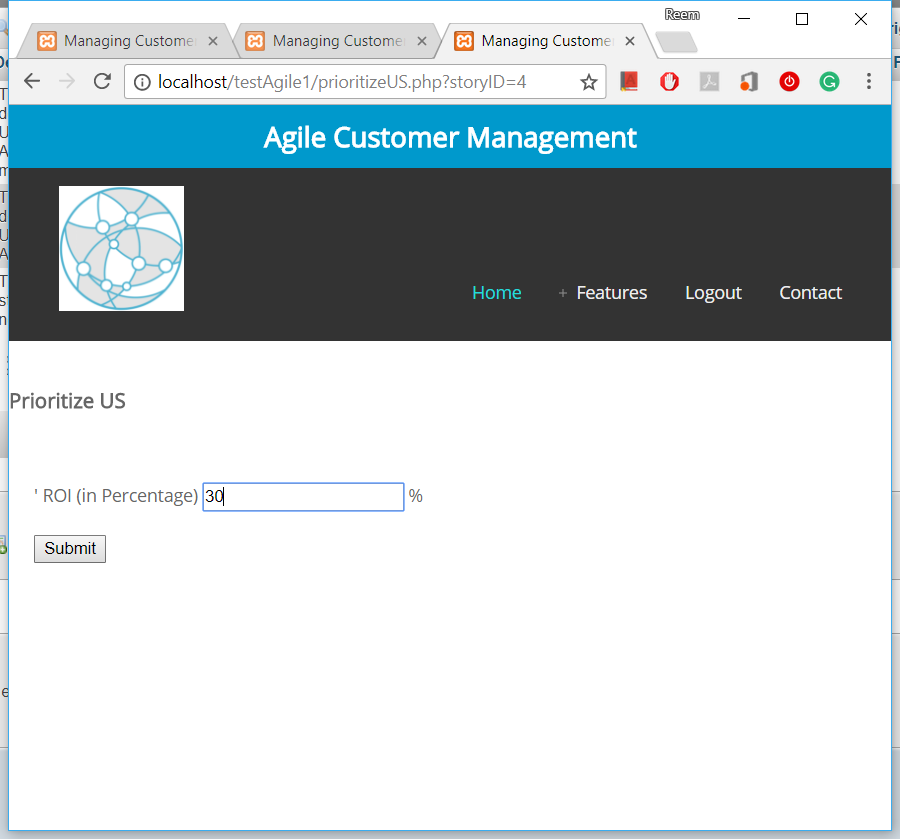 Reem
Managing Custome
Managing Custome
Managing Custome
localhost/testAgile1/prioritizeUS.php?storyID=4
Agile Customer Management
Home
+ Features
Logout
Contact
Prioritize US
' ROI (in Percentage) 30 %
Submit